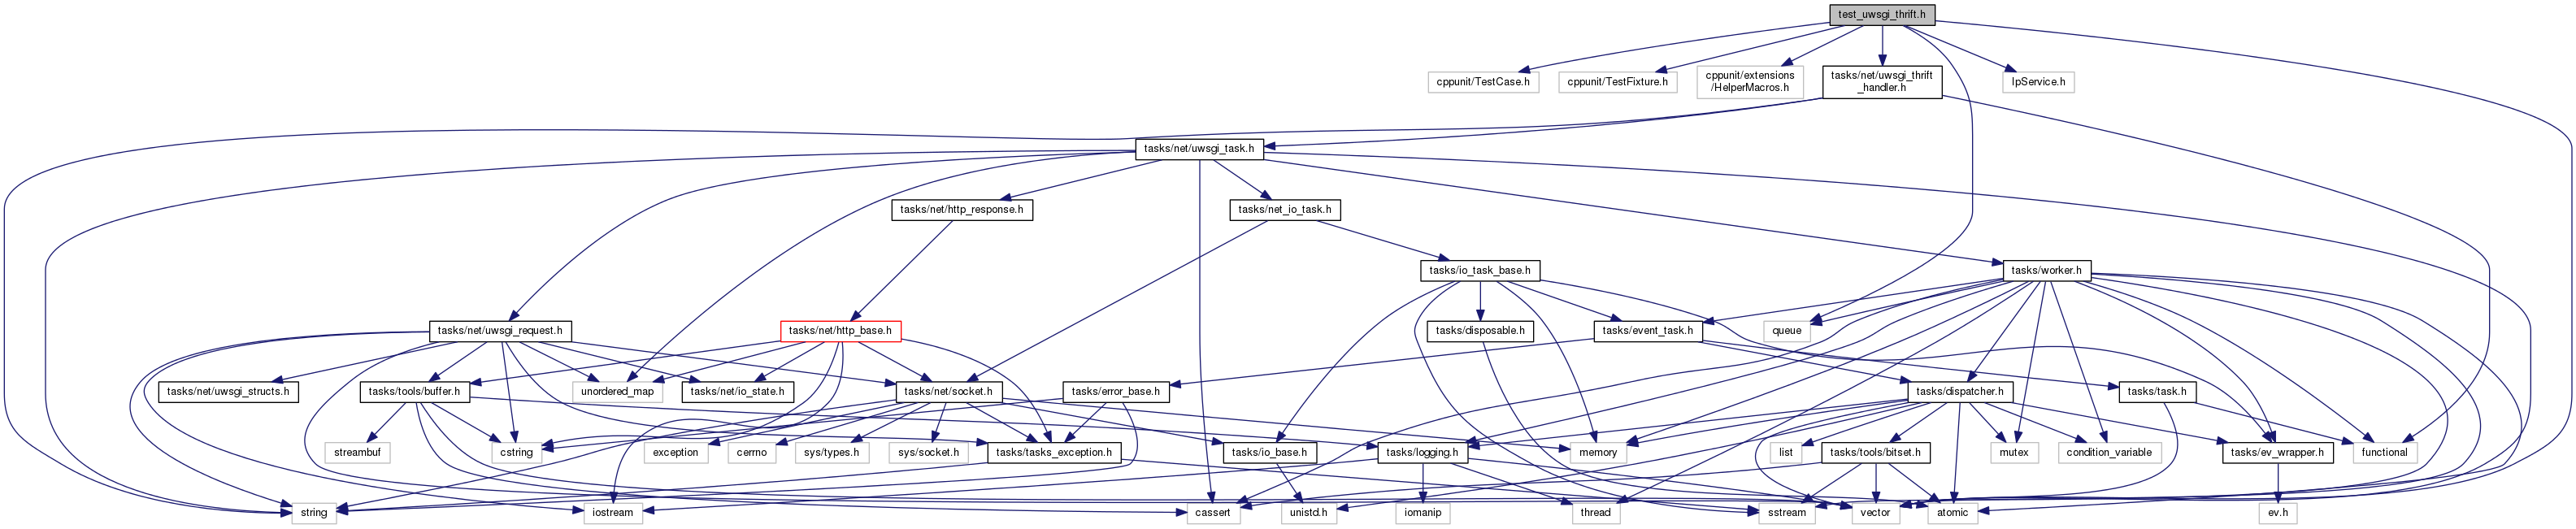 test_uwsgi_thrift.h
cppunit/TestCase.h
cppunit/TestFixture.h
cppunit/extensions
/HelperMacros.h
tasks/net/uwsgi_thrift
_handler.h
IpService.h
tasks/net/uwsgi_task.h
tasks/net/http_response.h
tasks/net_io_task.h
tasks/io_task_base.h
tasks/worker.h
tasks/net/uwsgi_request.h
tasks/net/http_base.h
tasks/disposable.h
tasks/event_task.h
queue
tasks/net/uwsgi_structs.h
tasks/tools/buffer.h
unordered_map
tasks/net/io_state.h
tasks/net/socket.h
tasks/error_base.h
tasks/dispatcher.h
tasks/task.h
streambuf
cstring
exception
cerrno
sys/types.h
sys/socket.h
tasks/tasks_exception.h
tasks/io_base.h
tasks/logging.h
memory
list
tasks/tools/bitset.h
mutex
condition_variable
tasks/ev_wrapper.h
functional
string
iostream
cassert
unistd.h
iomanip
thread
sstream
vector
atomic
ev.h